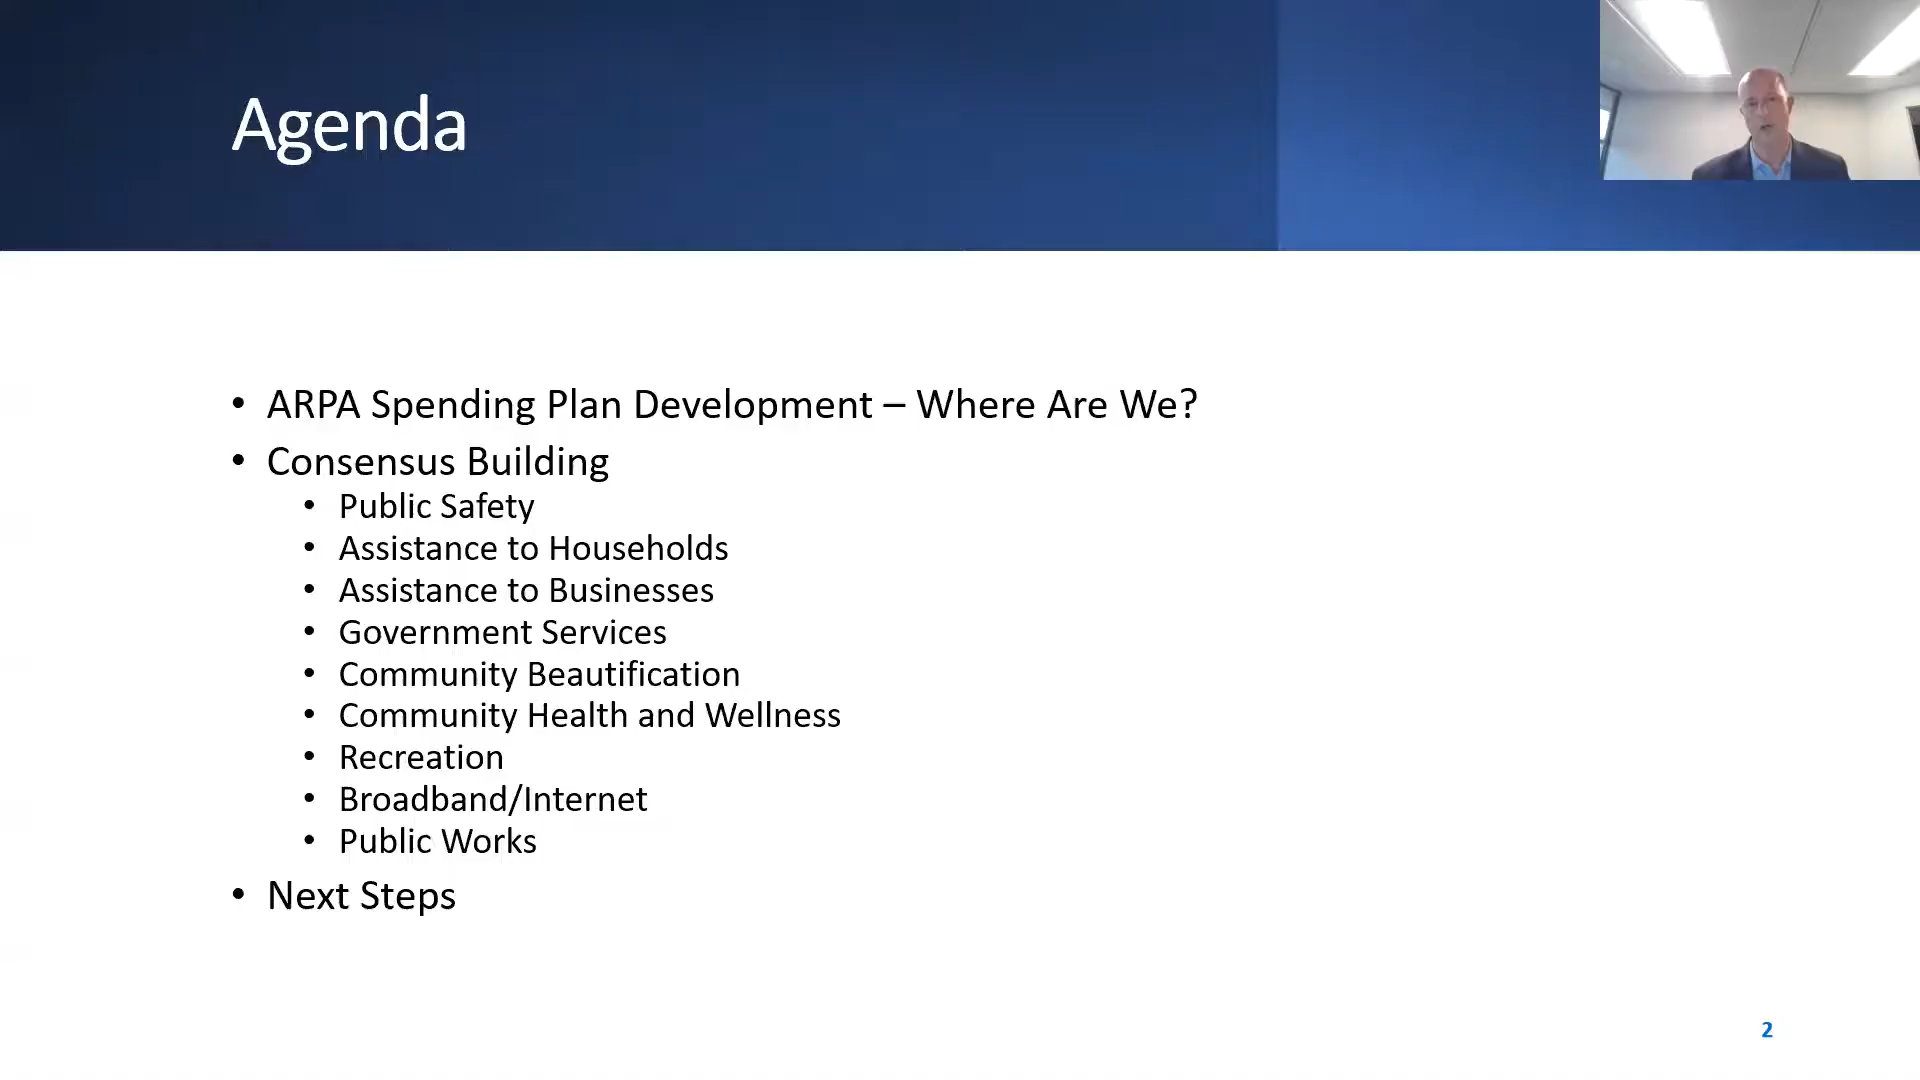 Agenda
• ARPA Spending Plan Development – Where Are We?
• Consensus Building
• Public Safety
• Assistance to Households
• Assistance to Businesses
• Government Services
• Community Beautification
• Community Health and Wellness
• Recreation
• Broadband/Internet
• Public Works
• Next Steps
2